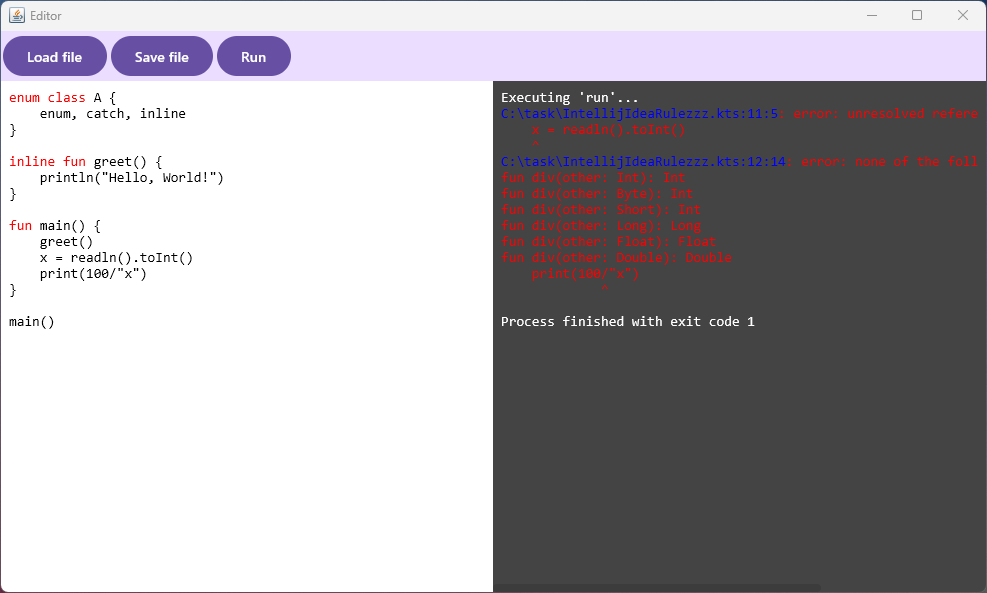 Editor
Load file
Save file
Run
enum class A {
    enum, catch, inline
}
inline fun greet() {
    println("Hello, World!")
}
fun main() {
    greet()
    x = readln().toInt()
    print(100/"x")
}
main()
Executing 'run'...
C:\task\IntellijIdeaRulezzz.kts:11:5: error: unresolved refere
    x = readln().toInt()
    ^
C:\task\IntellijIdeaRulezzz.kts:12:14: error: none of the foll
fun div(other: Int): Int
fun div(other: Byte): Int
fun div(other: Short): Int
fun div(other: Long): Long
fun div(other: Float): Float
fun div(other: Double): Double
    print(100/"x")
             ^
Process finished with exit code 1